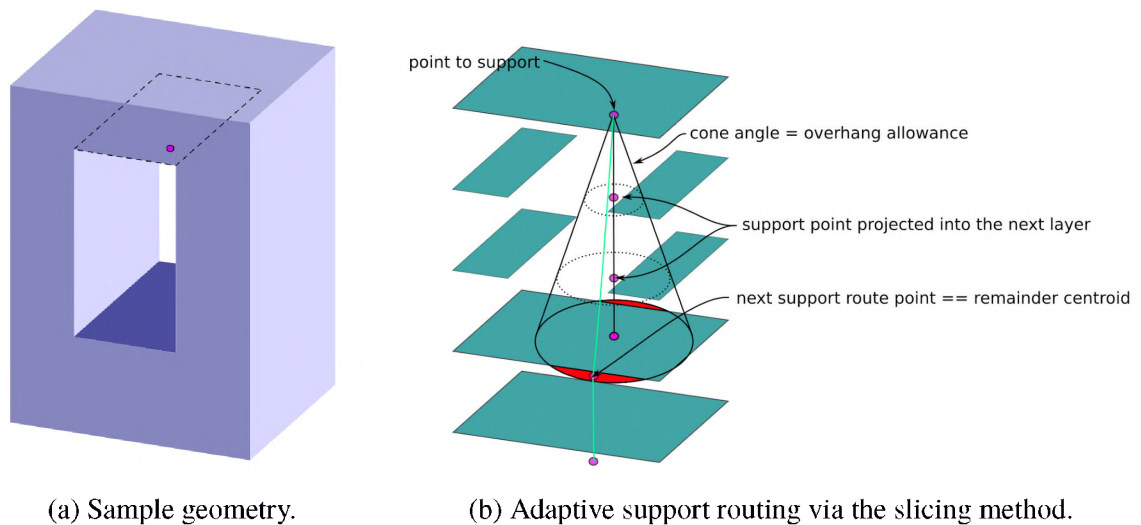 point to support
cone angle = overhang allowance
support point projected into the next layer
next support route point == remainder centroid
(a) Sample geometry.
(b) Adaptive support routing via the slicing method.